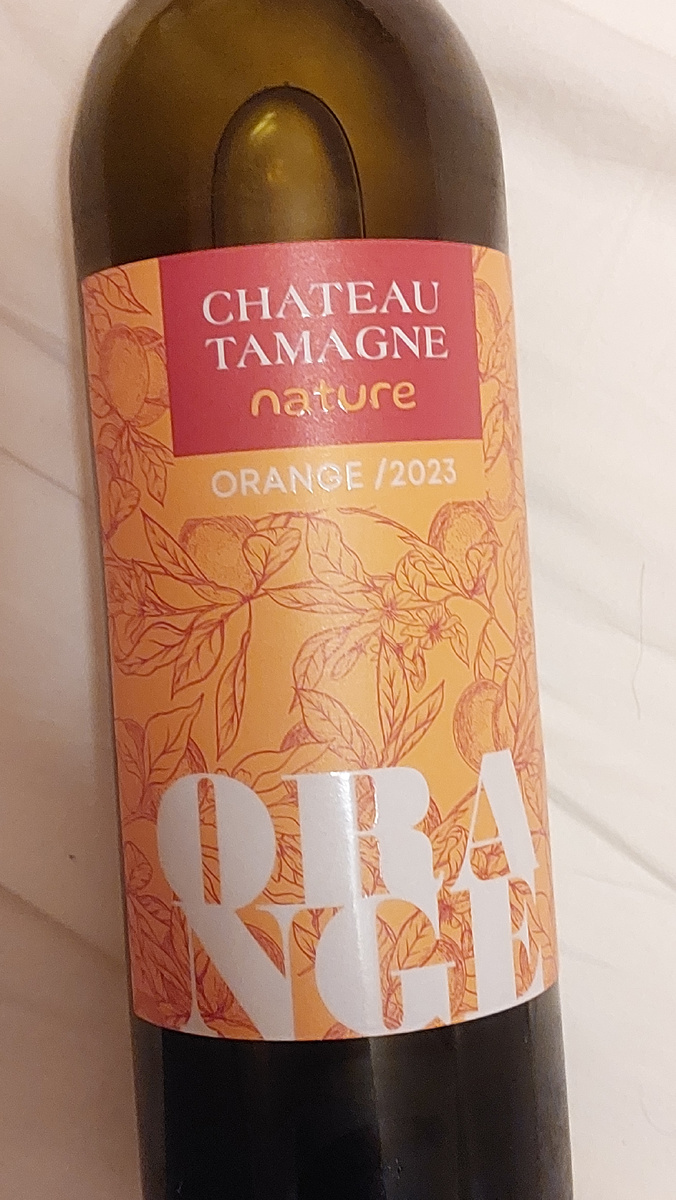 CHATEAU
TAMAGNE
nature
ORANGE /2023
ORA
NGE